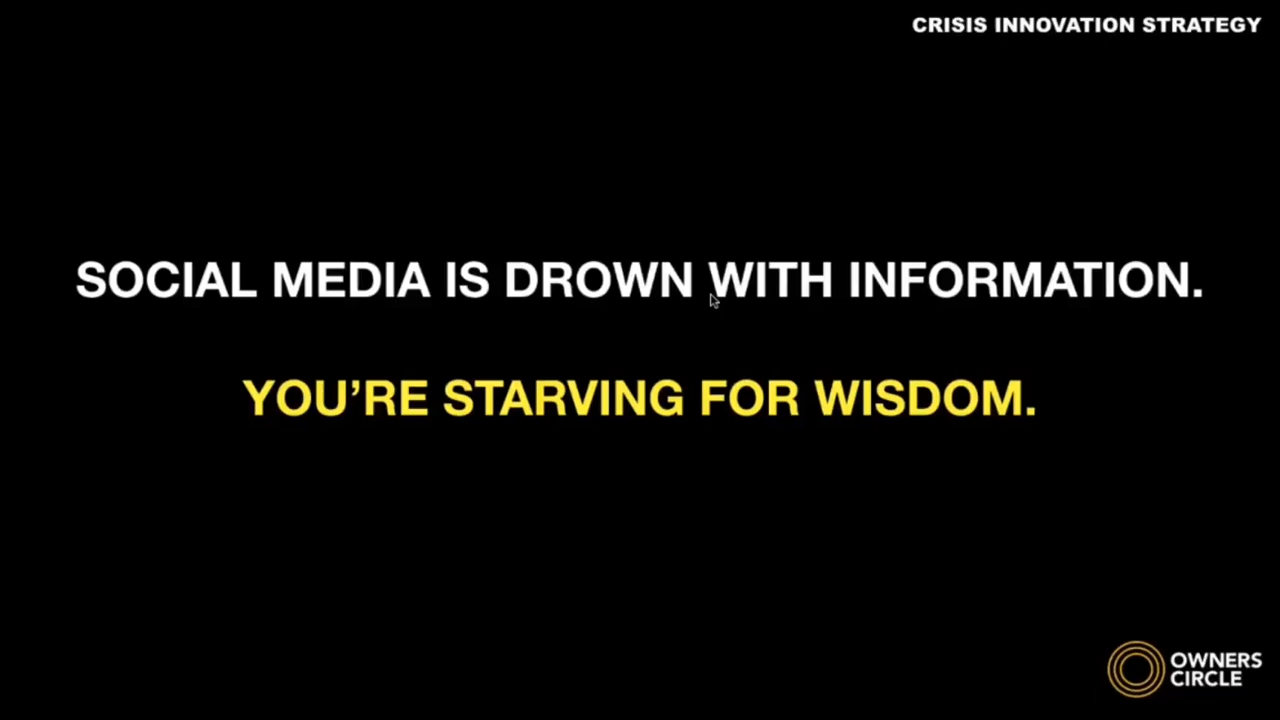 CRISIS INNOVATION STRATEGY
SOCIAL MEDIA IS DROWN WITH INFORMATION.
YOU’RE STARVING FOR WISDOM.
OWNERS
CIRCLE